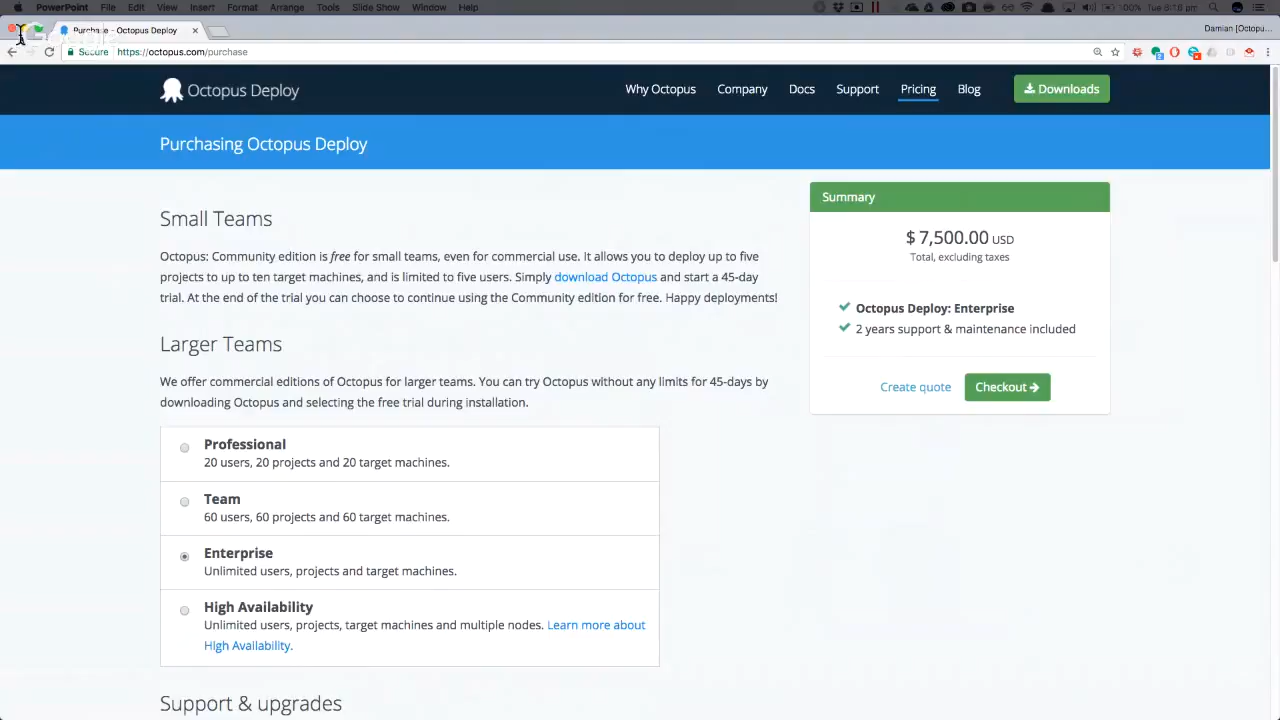 PowerPoint File Edit View Insert Format Arrange Tools Slide Show Window Help 100% Tue 8:18 pm
Purchase - Octopus Deploy Damian [Octopu...
Secure https://octopus.com/purchase
Octopus Deploy Why Octopus Company Docs Support Pricing Blog Downloads
Purchasing Octopus Deploy
Small Teams
Octopus: Community edition is free for small teams, even for commercial use. It allows you to deploy up to five
projects to up to ten target machines, and is limited to five users. Simply download Octopus and start a 45-day
trial. At the end of the trial you can choose to continue using the Community edition for free. Happy deployments!
Larger Teams
We offer commercial editions of Octopus for larger teams. You can try Octopus without any limits for 45-days by
downloading Octopus and selecting the free trial during installation.
Professional
20 users, 20 projects and 20 target machines.
Team
60 users, 60 projects and 60 target machines.
Enterprise
Unlimited users, projects and target machines.
High Availability
Unlimited users, projects, target machines and multiple nodes. Learn more about
High Availability.
Support & upgrades
Summary
$ 7,500.00 USD
Total, excluding taxes
Octopus Deploy: Enterprise
2 years support & maintenance included
Create quote Checkout